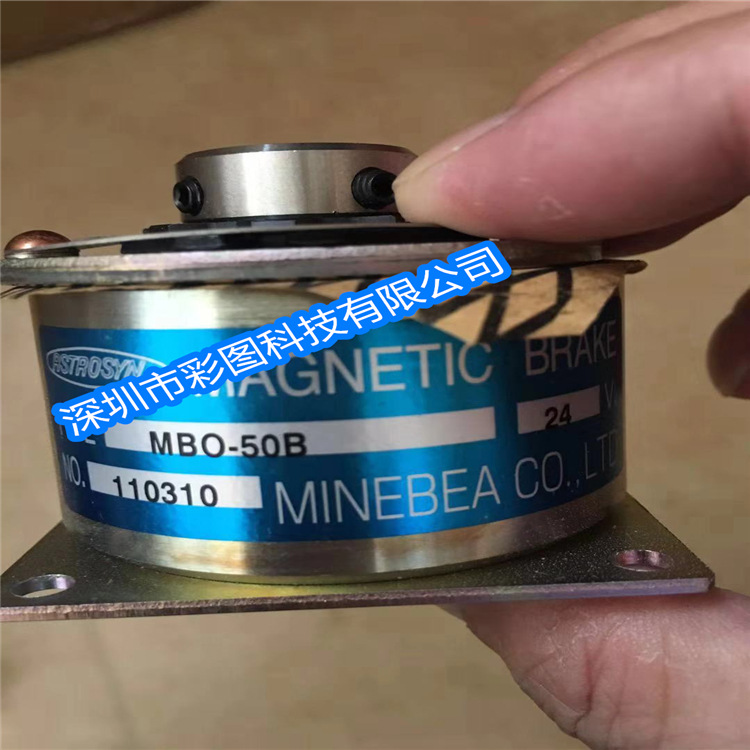 深圳市彩图科技有限公司
ASTROSYN MAGNETIC BRAKE
MBO-50B 24 V
NO. 110310 MINEBEA CO., LTD